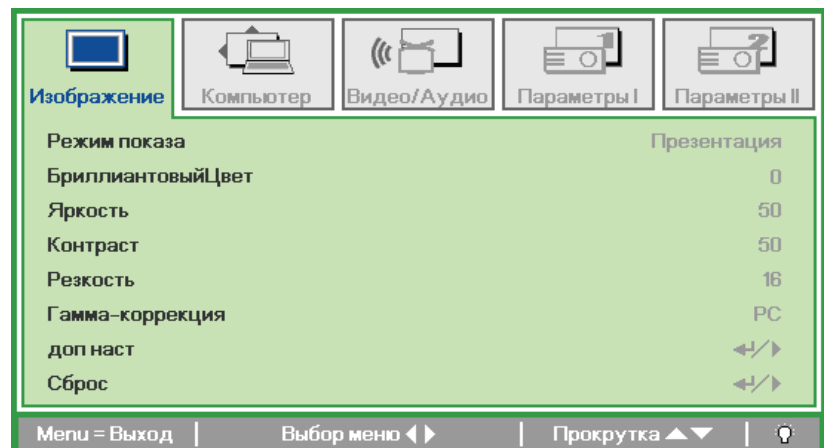 Изображение Компьютер Видео/Аудио Параметры I Параметры II
Режим показа Презентация
БриллиантовыйЦвет 0
Яркость 50
Контраст 50
Резкость 16
Гамма-коррекция PC
доп наст ↵/▶
Сброс ↵/▶
Menu = Выход | Выбор меню ◀▶ | Прокрутка ▲▼ |